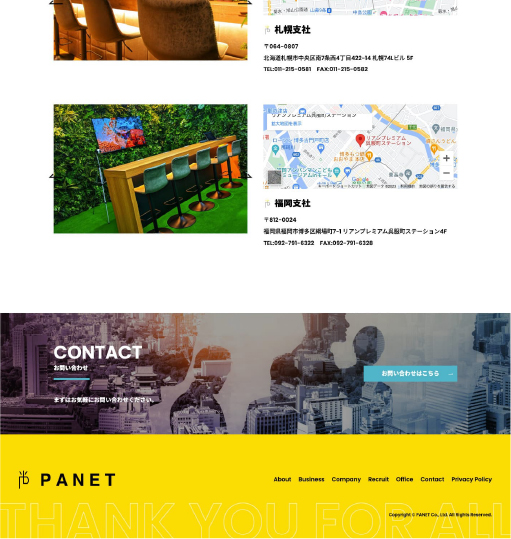 札幌支社
〒064-0807
北海道札幌市中央区南7条西4丁目422-14 札幌74Lビル 5F
TEL:011-215-0581 FAX:011-215-0582
リアンプレミアム呉服町ステーション
Google
福岡支社
〒812-0024
福岡県福岡市博多区綱場町7-1 リアンプレミアム呉服町ステーション4F
TEL:092-791-6322 FAX:092-791-6328
CONTACT
お問い合わせ
お問い合わせはこちら
まずはお気軽にお問い合わせください。
PANET
About Business Company Recruit Office Contact Privacy Policy
THANK YOU FOR ALL
Copyright © PANET Co., Ltd. All Rights Reserved.